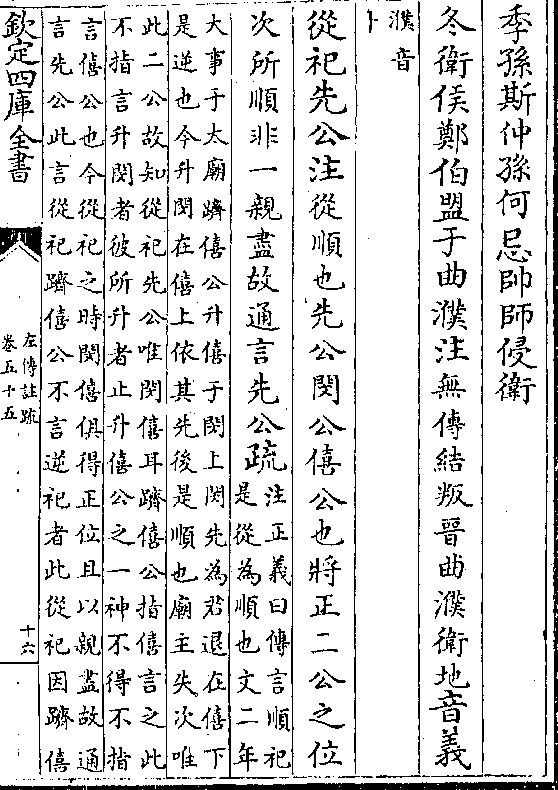 季孫斯仲孫何忌帥師侵衛
冬衛侯鄭伯盟于曲濮注無傳結叛晉曲濮衛地音義
濮音
卜
從祀先公注從順也先公閔公僖公也將正二公之位
次所順非一親盡故通言先公疏
注正義曰傳言順祀
是從為順也文二年
大事于太廟躋僖公升僖于閔上閔先為君退在僖下
是逆也今升閔在僖上依其先後是順也廟主失次唯
此二公故知從祀先公唯閔僖耳躋僖公指僖言之此
不指言升閔者彼所升者止升僖公之一神不得不指
言僖公也今從祀之時閔僖俱得正位且以親盡故通
言先公此言從祀躋僖公不言逆祀者此從祀因躋僖
欽定四庫全書
左傳註疏
卷五十五
十六